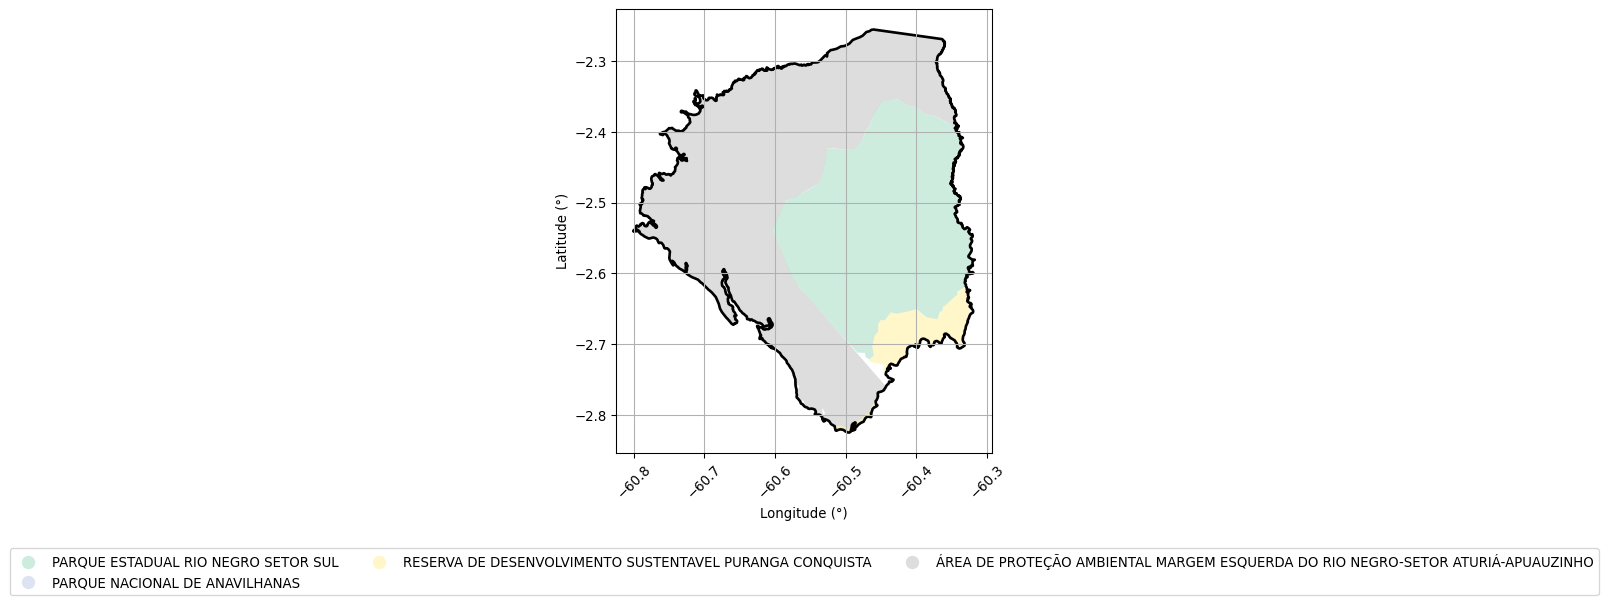 −2.3
−2.4
−2.5
−2.6
−2.7
−2.8
Latitude (°)
−60.8
−60.7
−60.6
−60.5
−60.4
−60.3
Longitude (°)
PARQUE ESTADUAL RIO NEGRO SETOR SUL
PARQUE NACIONAL DE ANAVILHANAS
RESERVA DE DESENVOLVIMENTO SUSTENTAVEL PURANGA CONQUISTA
ÁREA DE PROTEÇÃO AMBIENTAL MARGEM ESQUERDA DO RIO NEGRO-SETOR ATURIÁ-APUAUZINHO